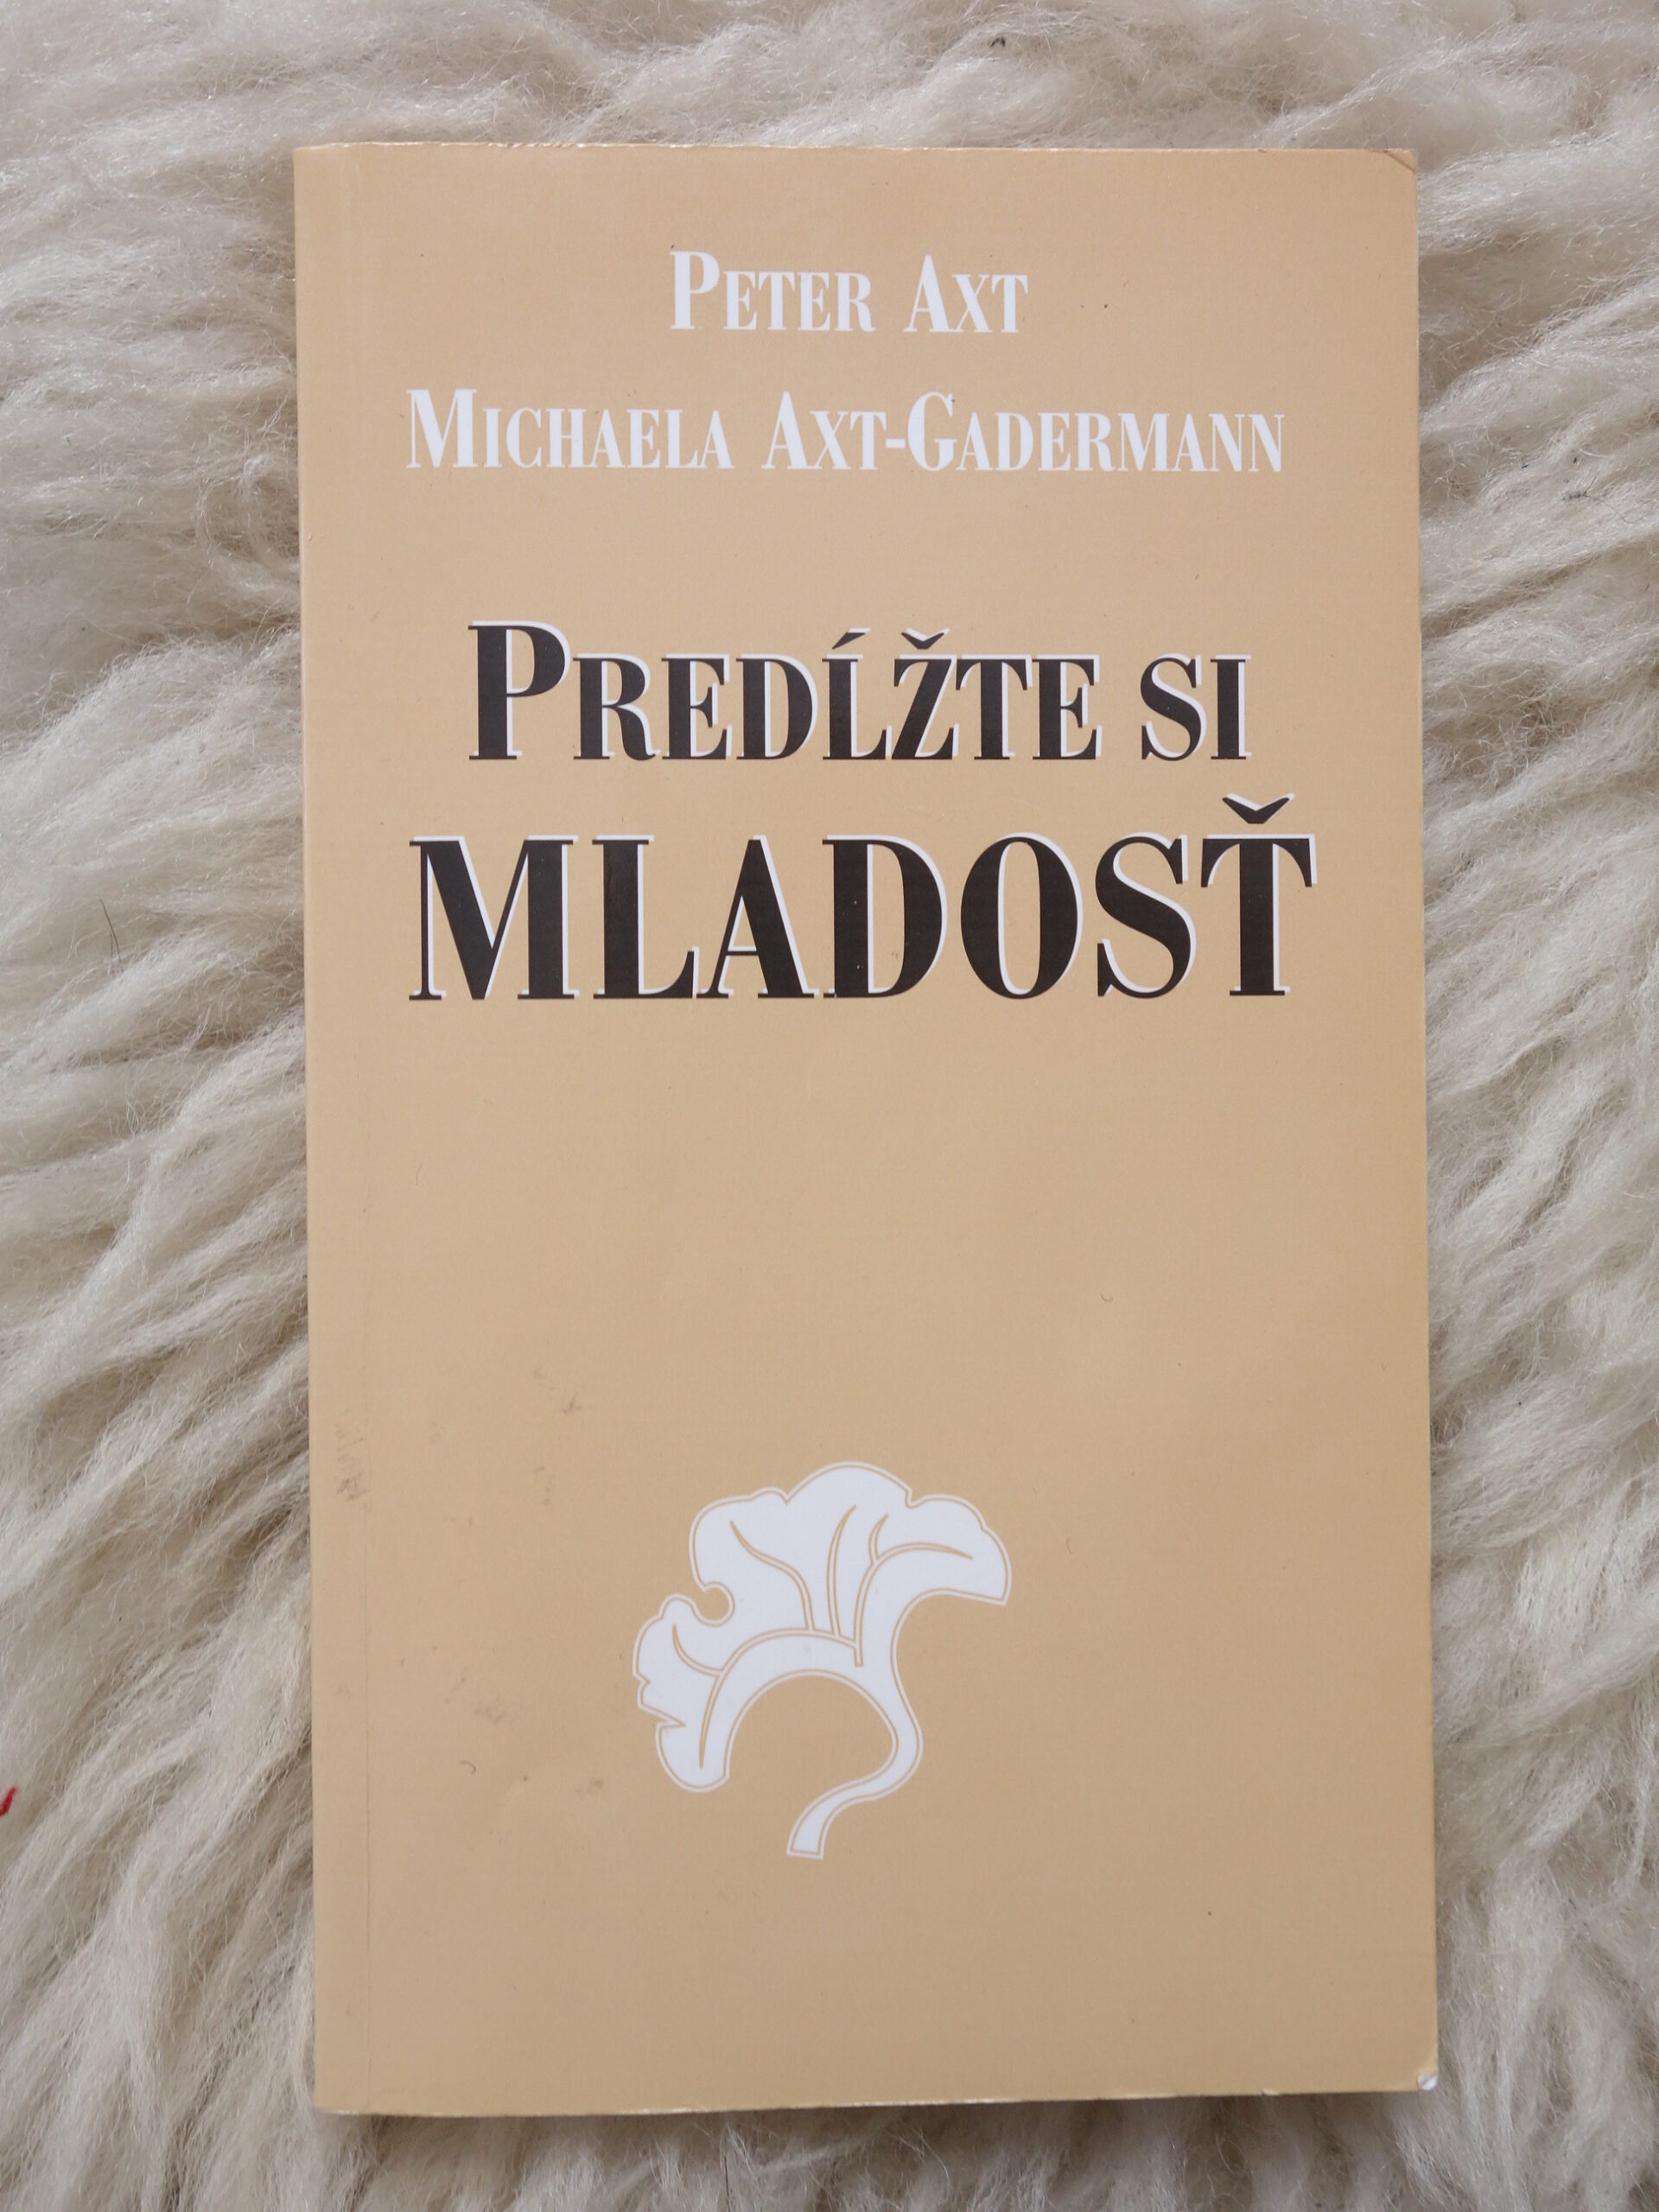 PETER AXT
MICHAELA AXT-GADERMANN
PREDĹŽTE SI
MLADOSŤ